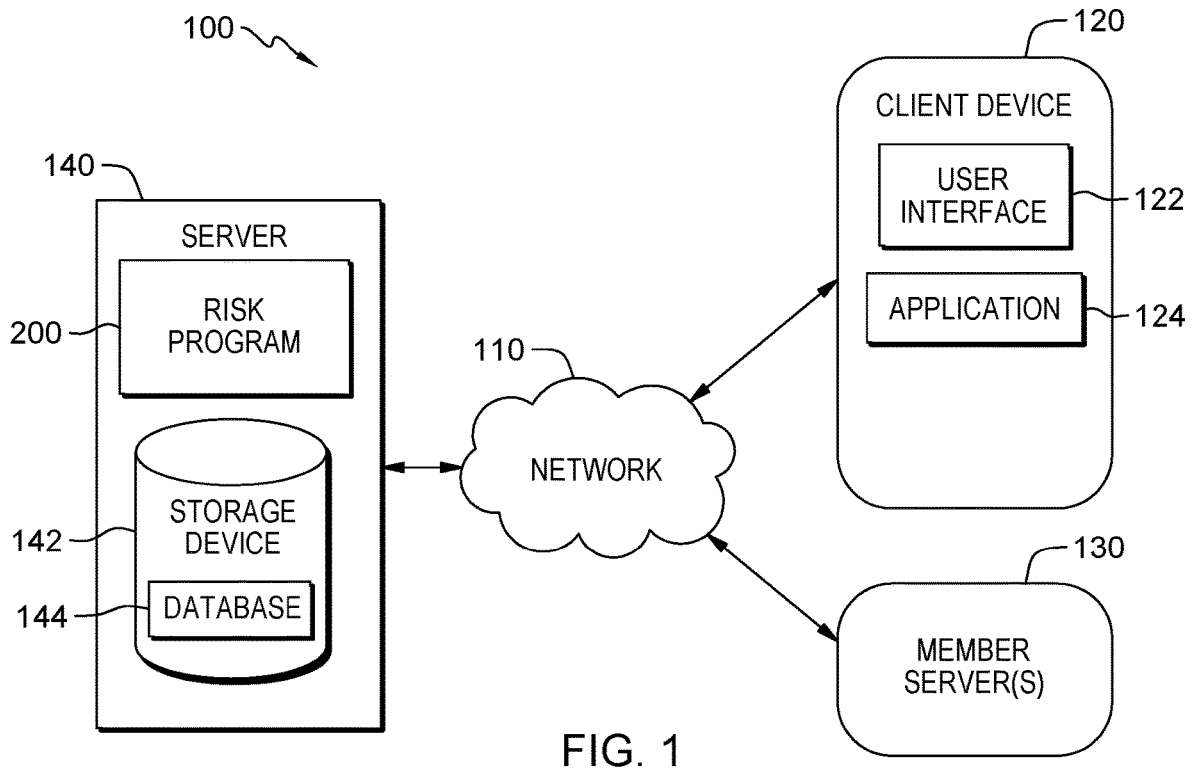 100
120
CLIENT DEVICE
USER
INTERFACE
122
APPLICATION
124
140
SERVER
RISK
PROGRAM
200
STORAGE
DEVICE
142
DATABASE
144
110
NETWORK
130
MEMBER
SERVER(S)
FIG. 1